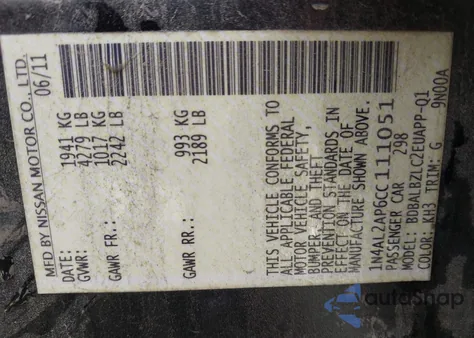 MFD BY NISSAN MOTOR CO., LTD.
DATE: 06/11
GVWR: 1941 KG
4279 LB
GAWR FR.: 1017 KG
2242 LB
GAWR RR.: 993 KG
2189 LB
THIS VEHICLE CONFORMS TO
ALL APPLICABLE FEDERAL
MOTOR VEHICLE SAFETY,
BUMPER, AND THEFT
PREVENTION STANDARDS IN
EFFECT ON THE DATE OF
MANUFACTURE SHOWN ABOVE.
1N4AL2AP6CC111051
PASSENGER CAR 298
MODEL: BDBALBZLCZEUAPP-Q1
COLOR: KH3 TRIM: G 9N00A
autoShap